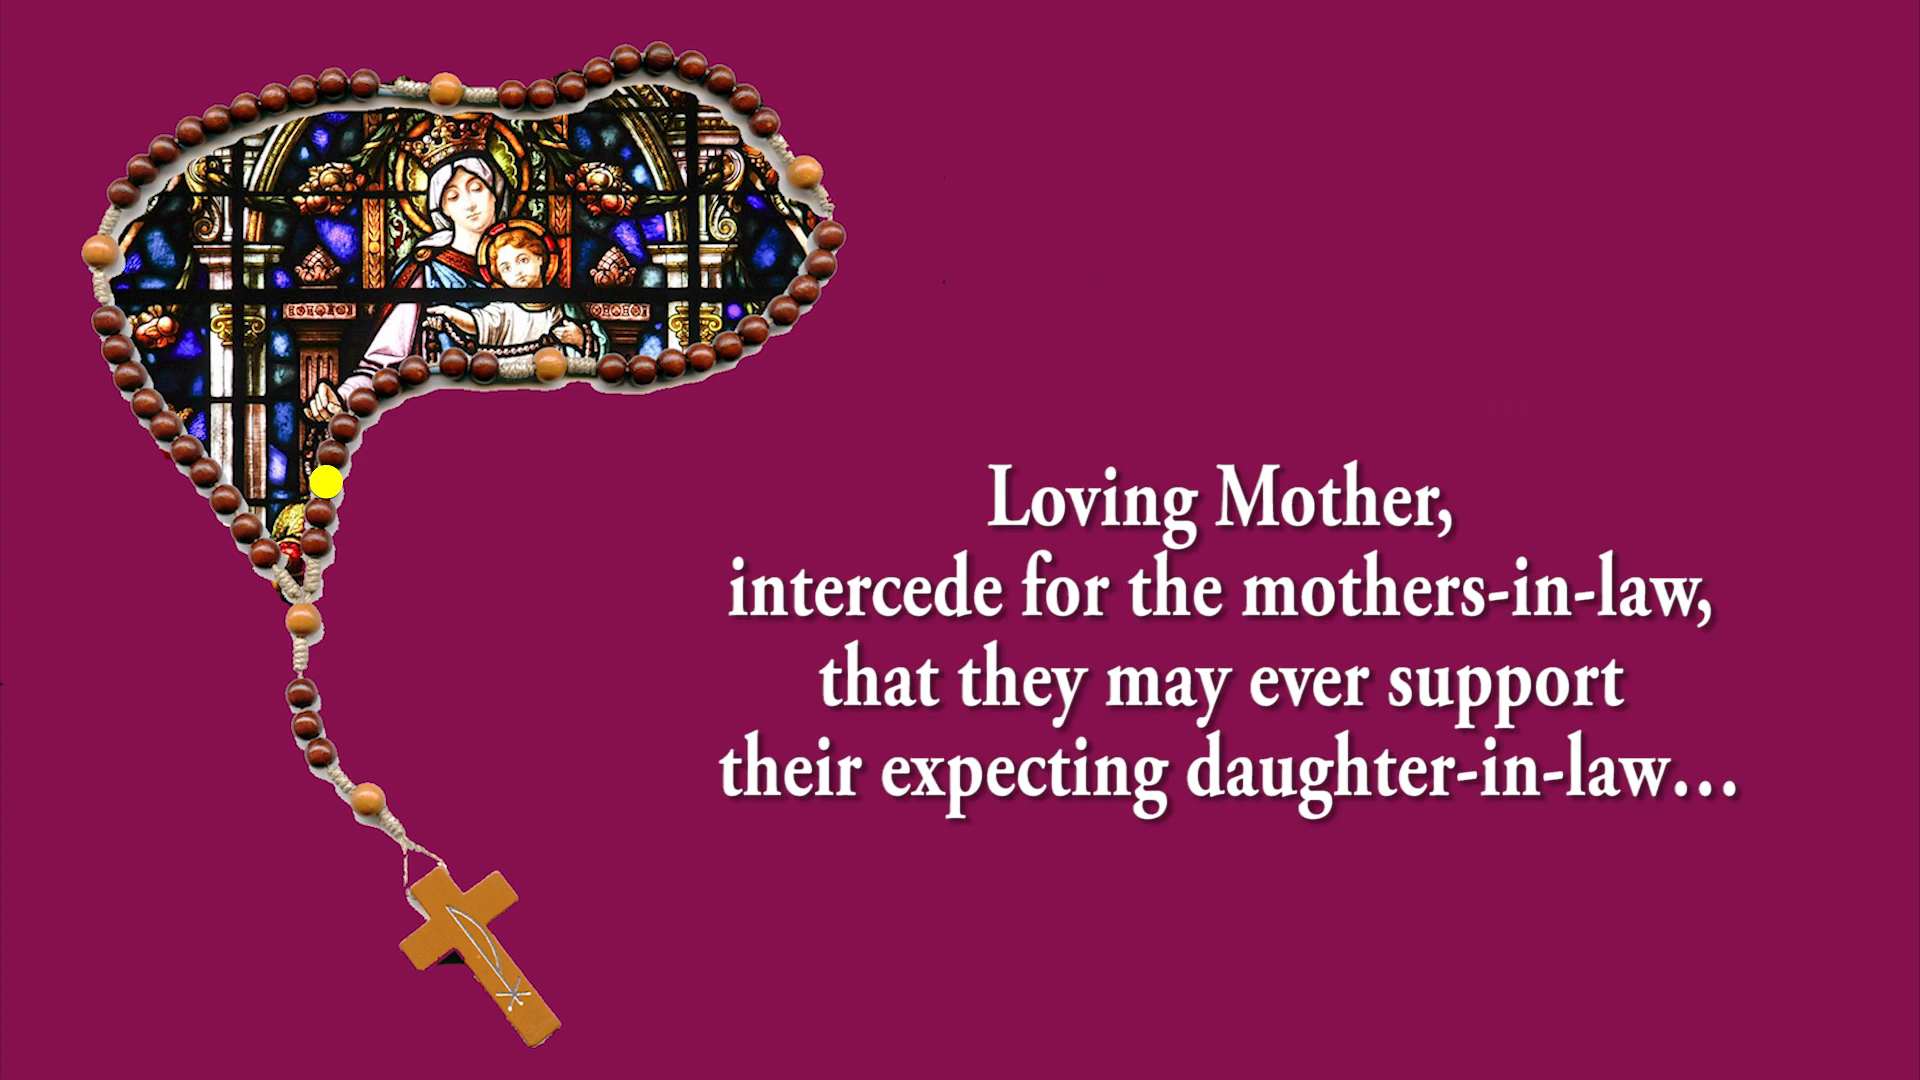 Loving Mother,
intercede for the mothers-in-law,
that they may ever support
their expecting daughter-in-law...